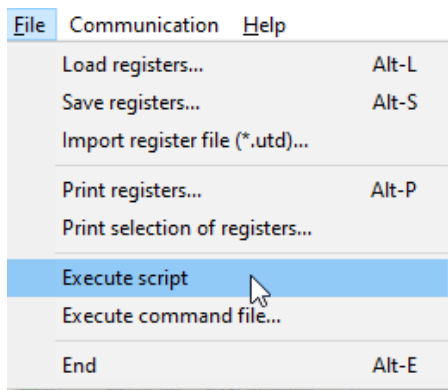 File Communication Help
Load registers... Alt-L
Save registers... Alt-S
Import register file (*.utd)...
Print registers... Alt-P
Print selection of registers...
Execute script
Execute command file...
End Alt-E